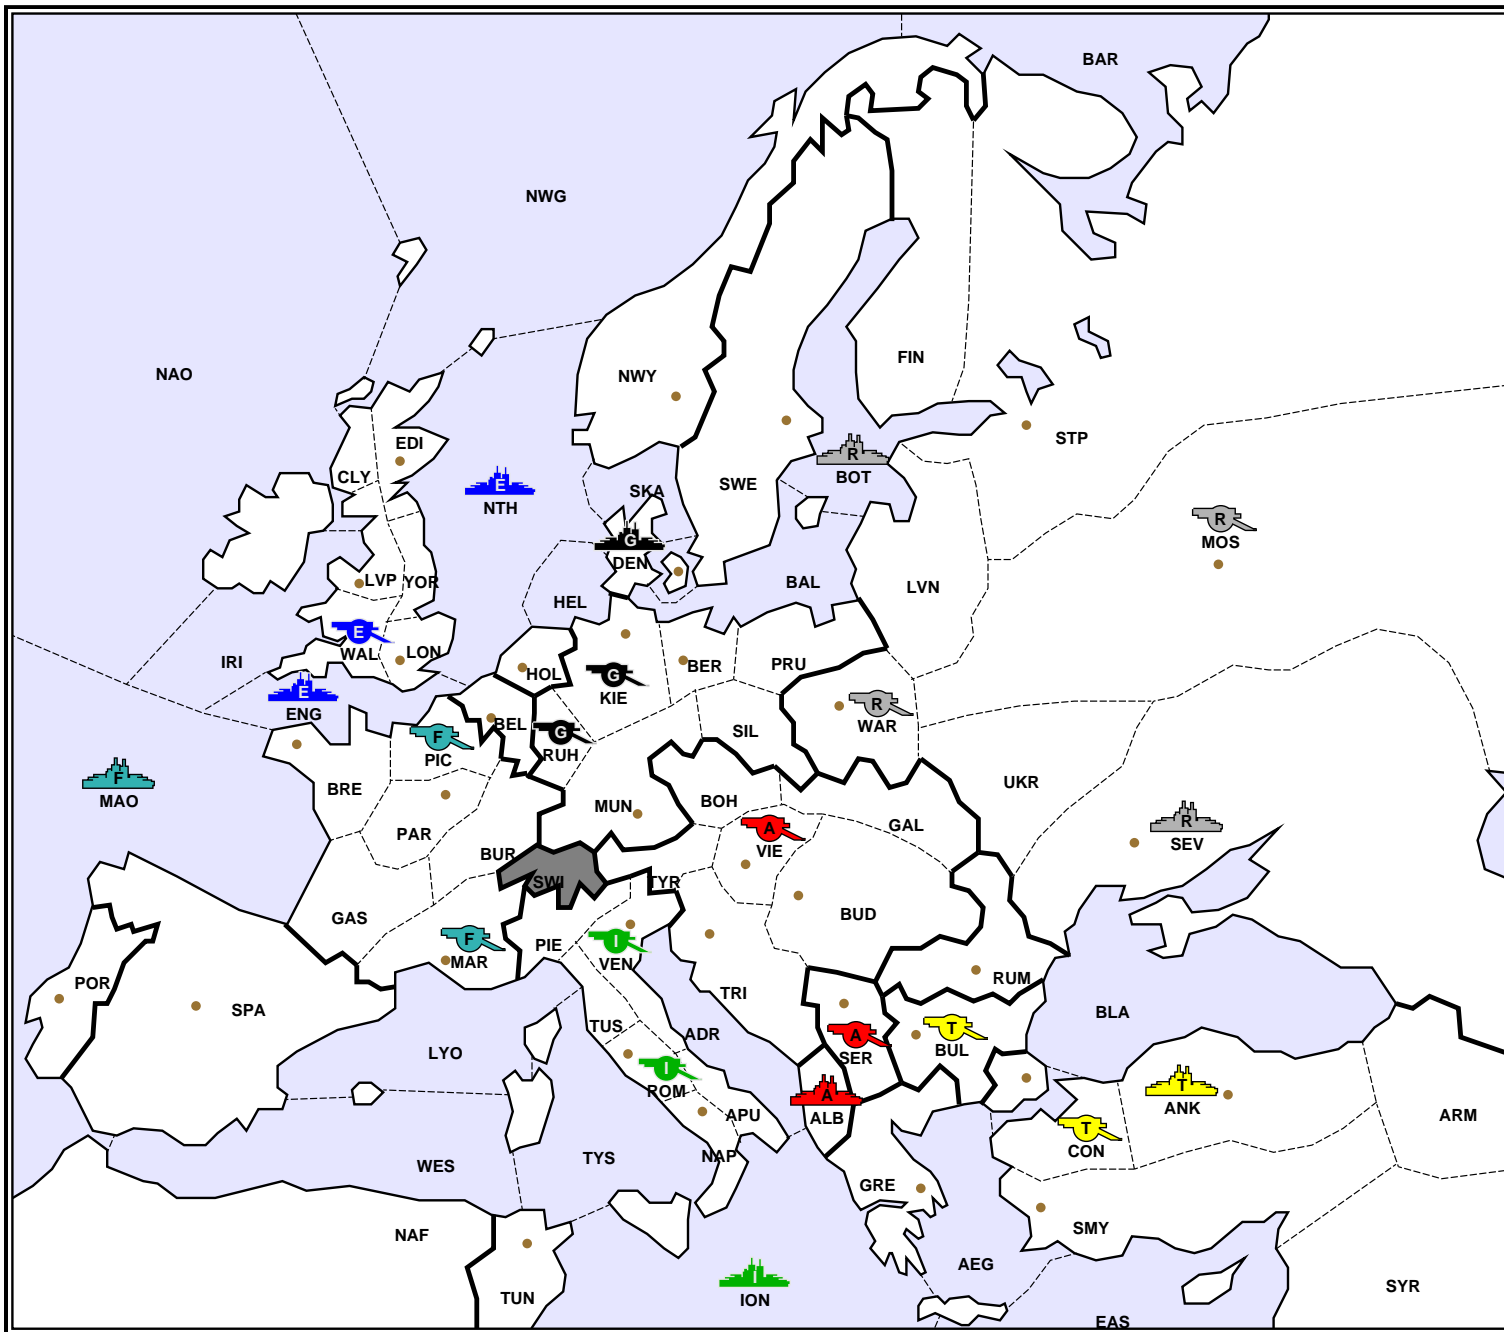 BAR
NWG
NAO
FIN
NWY
STP
EDI
R
CLY
BOT
E
SWE
SKA
NTH
R
MOS
G
DEN
LVP
YOR
BAL
LVN
HEL
E
WAL
LON
IRI
HOL
G
BER
PRU
KIE
E
R
ENG
BEL
WAR
F
G
SIL
PIC
RUH
UKR
F
MAO
BRE
BOH
MUN
R
PAR
A
GAL
SEV
BUR
VIE
SWI
TYR
GAS
BUD
F
I
PIE
MAR
VEN
RUM
POR
TRI
SPA
BLA
TUS
T
ADR
A
LYO
SER
BUL
I
T
ROM
A
ANK
APU
ALB
ARM
T
CON
NAP
WES
TYS
GRE
SMY
NAF
AEG
I
SYR
TUN
ION
EAS